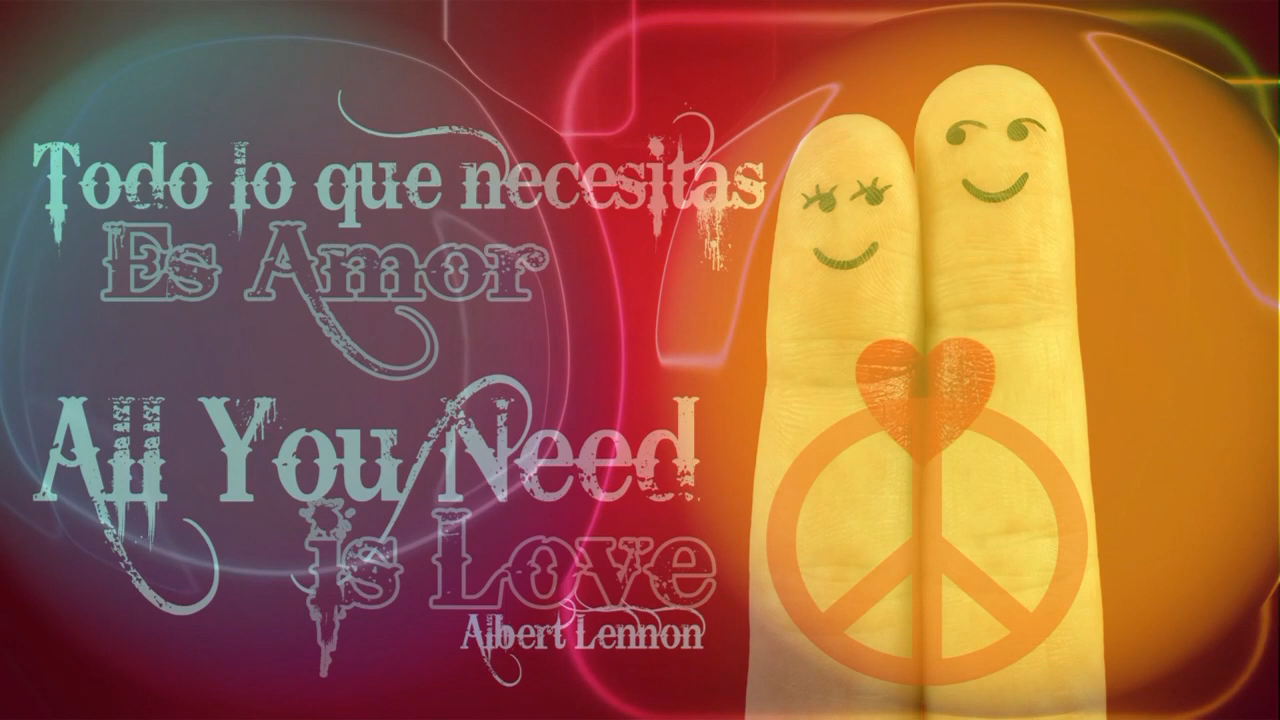 Todo lo que necesitas
Es Amor
All You Need
is Love
Albert Lennon